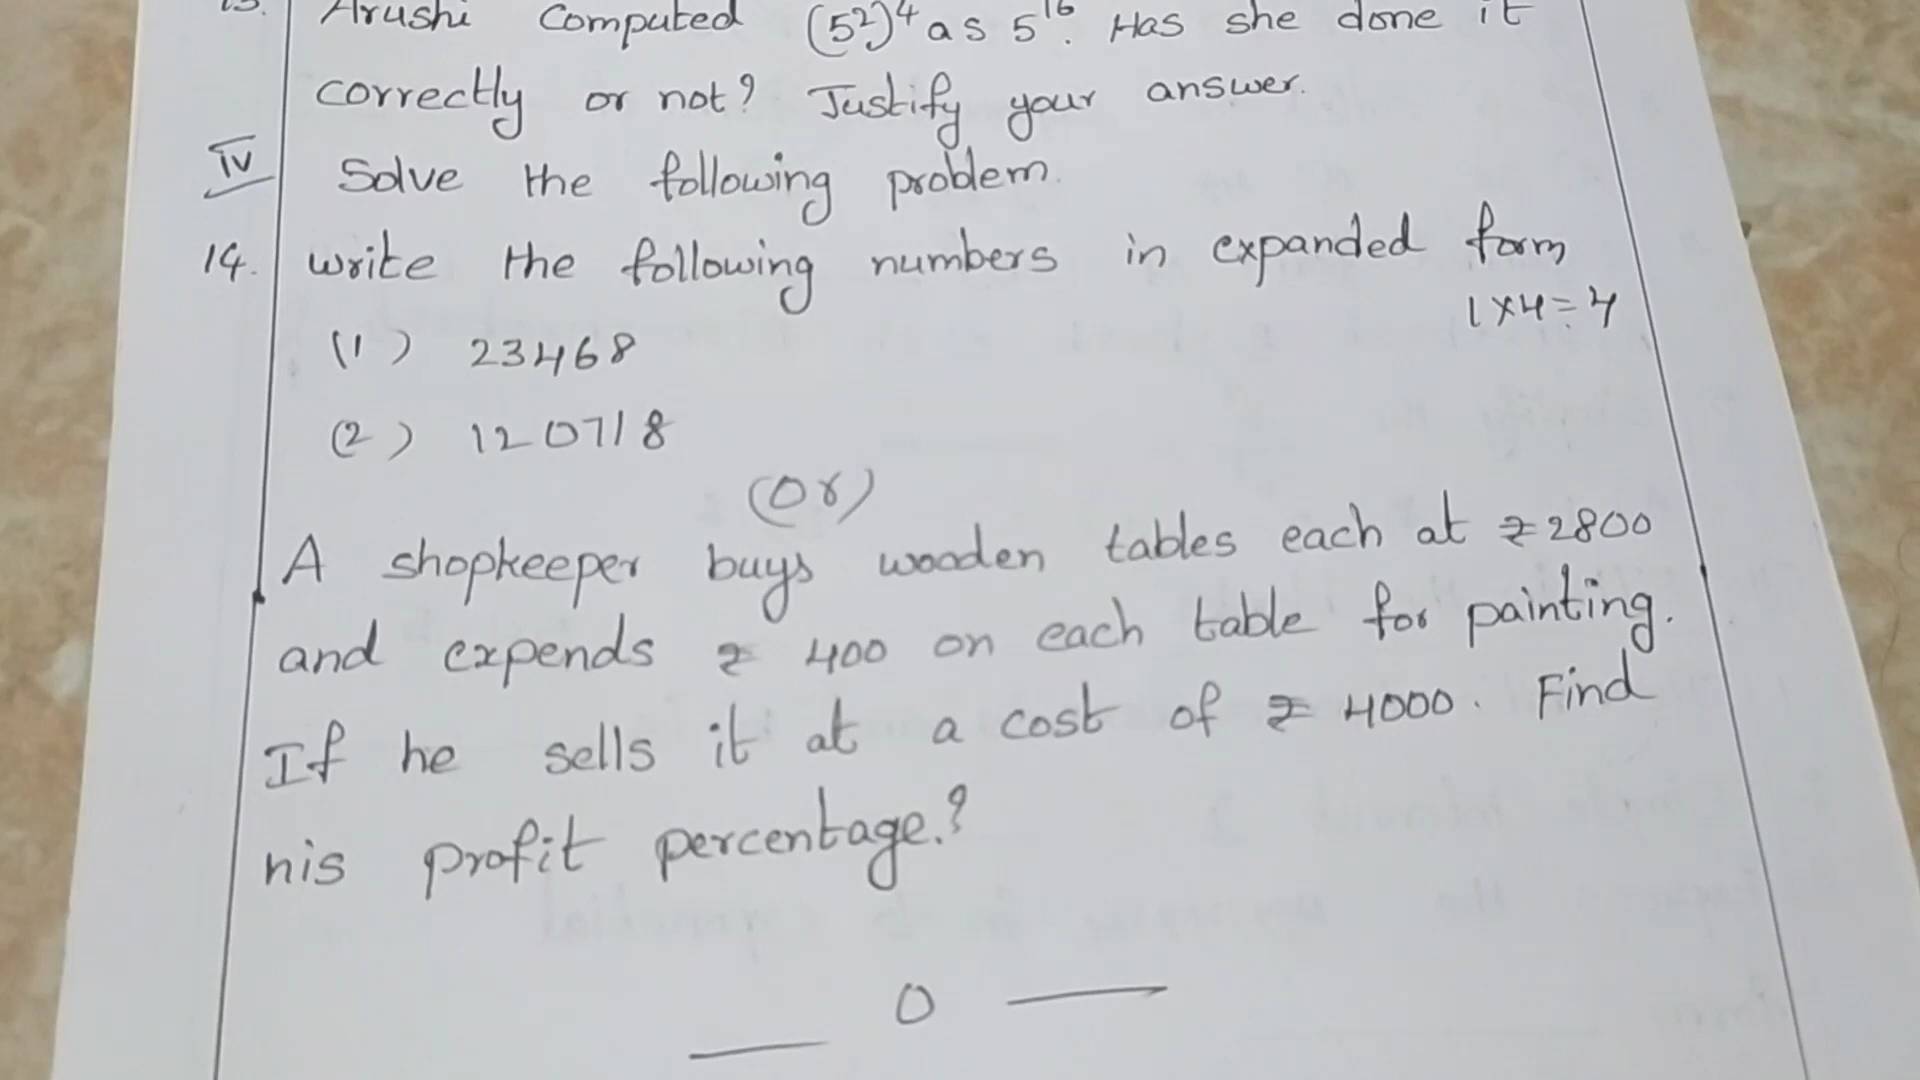 13. Arushi Computed (5²)⁴ as 5¹⁶. Has she done it
correctly or not? Justify your answer.
IV Solve the following problem.
14. write the following numbers in expanded form
1×4=4
(1) 23468
(2) 120718
(Or)
A shopkeeper buys wooden tables each at ₹2800
and expends ₹ 400 on each table for painting.
If he sells it at a cost of ₹ 4000. Find
his profit percentage.?
— 0 —